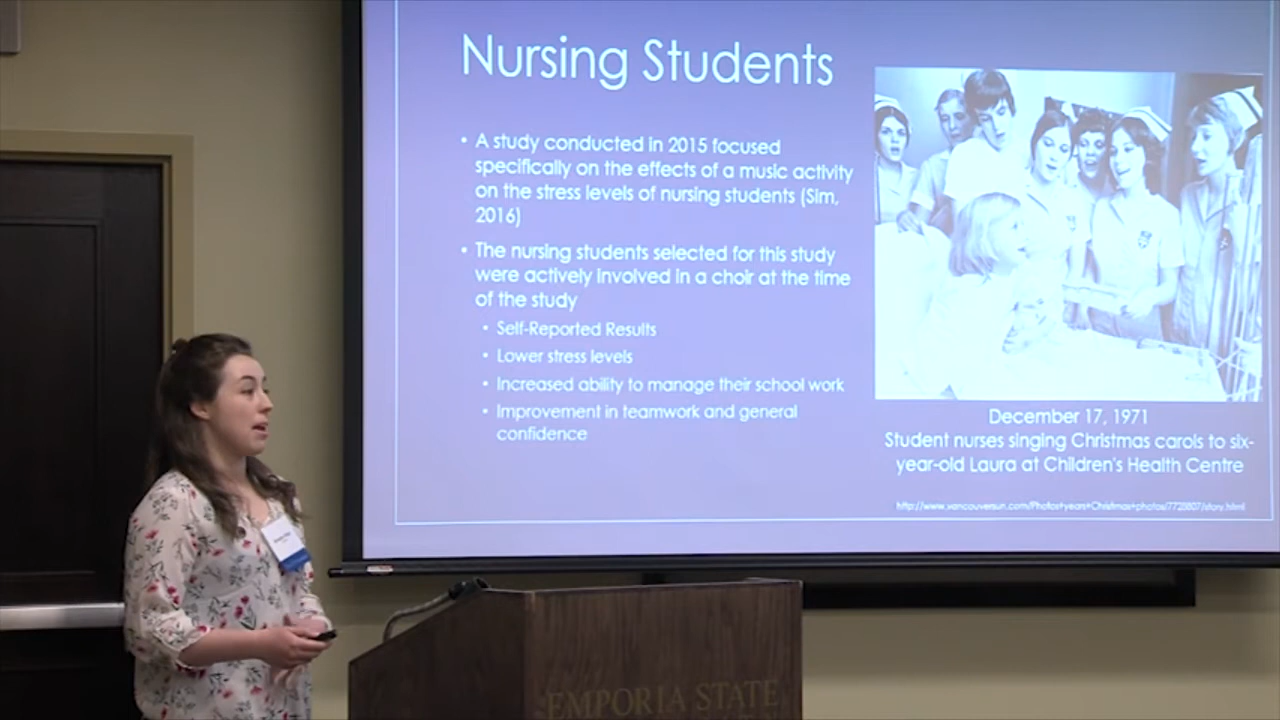 Nursing Students
• A study conducted in 2015 focused
specifically on the effects of a music activity
on the stress levels of nursing students (Sim,
2016)
• The nursing students selected for this study
were actively involved in a choir at the time
of the study
• Self-Reported Results
• Lower stress levels
• Increased ability to manage their school work
• Improvement in teamwork and general
confidence
December 17, 1971
Student nurses singing Christmas carols to six-
year-old Laura at Children's Health Centre
EMPORIA STATE